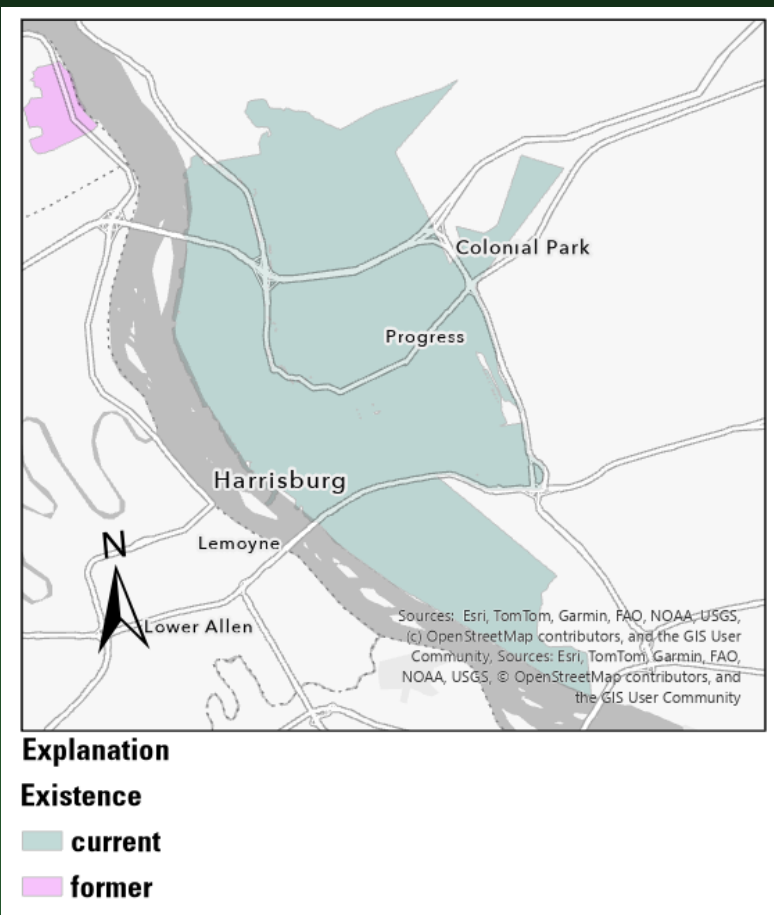 Colonial Park
Progress
Harrisburg
Lemoyne
N
Lower Allen
Sources: Esri, TomTom, Garmin, FAO, NOAA, USGS,
(c) OpenStreetMap contributors, and the GIS User
Community, Sources: Esri, TomTom, Garmin, FAO,
NOAA, USGS, © OpenStreetMap contributors, and
the GIS User Community
Explanation
Existence
current
former